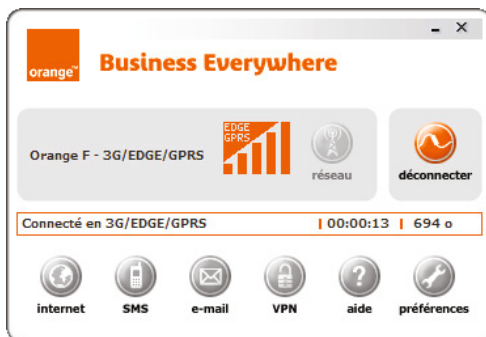 orange™
Business Everywhere
Orange F - 3G/EDGE/GPRS
EDGE
GPRS
réseau
déconnecter
Connecté en 3G/EDGE/GPRS | 00:00:13 | 694 o
internet SMS e-mail VPN aide préférences